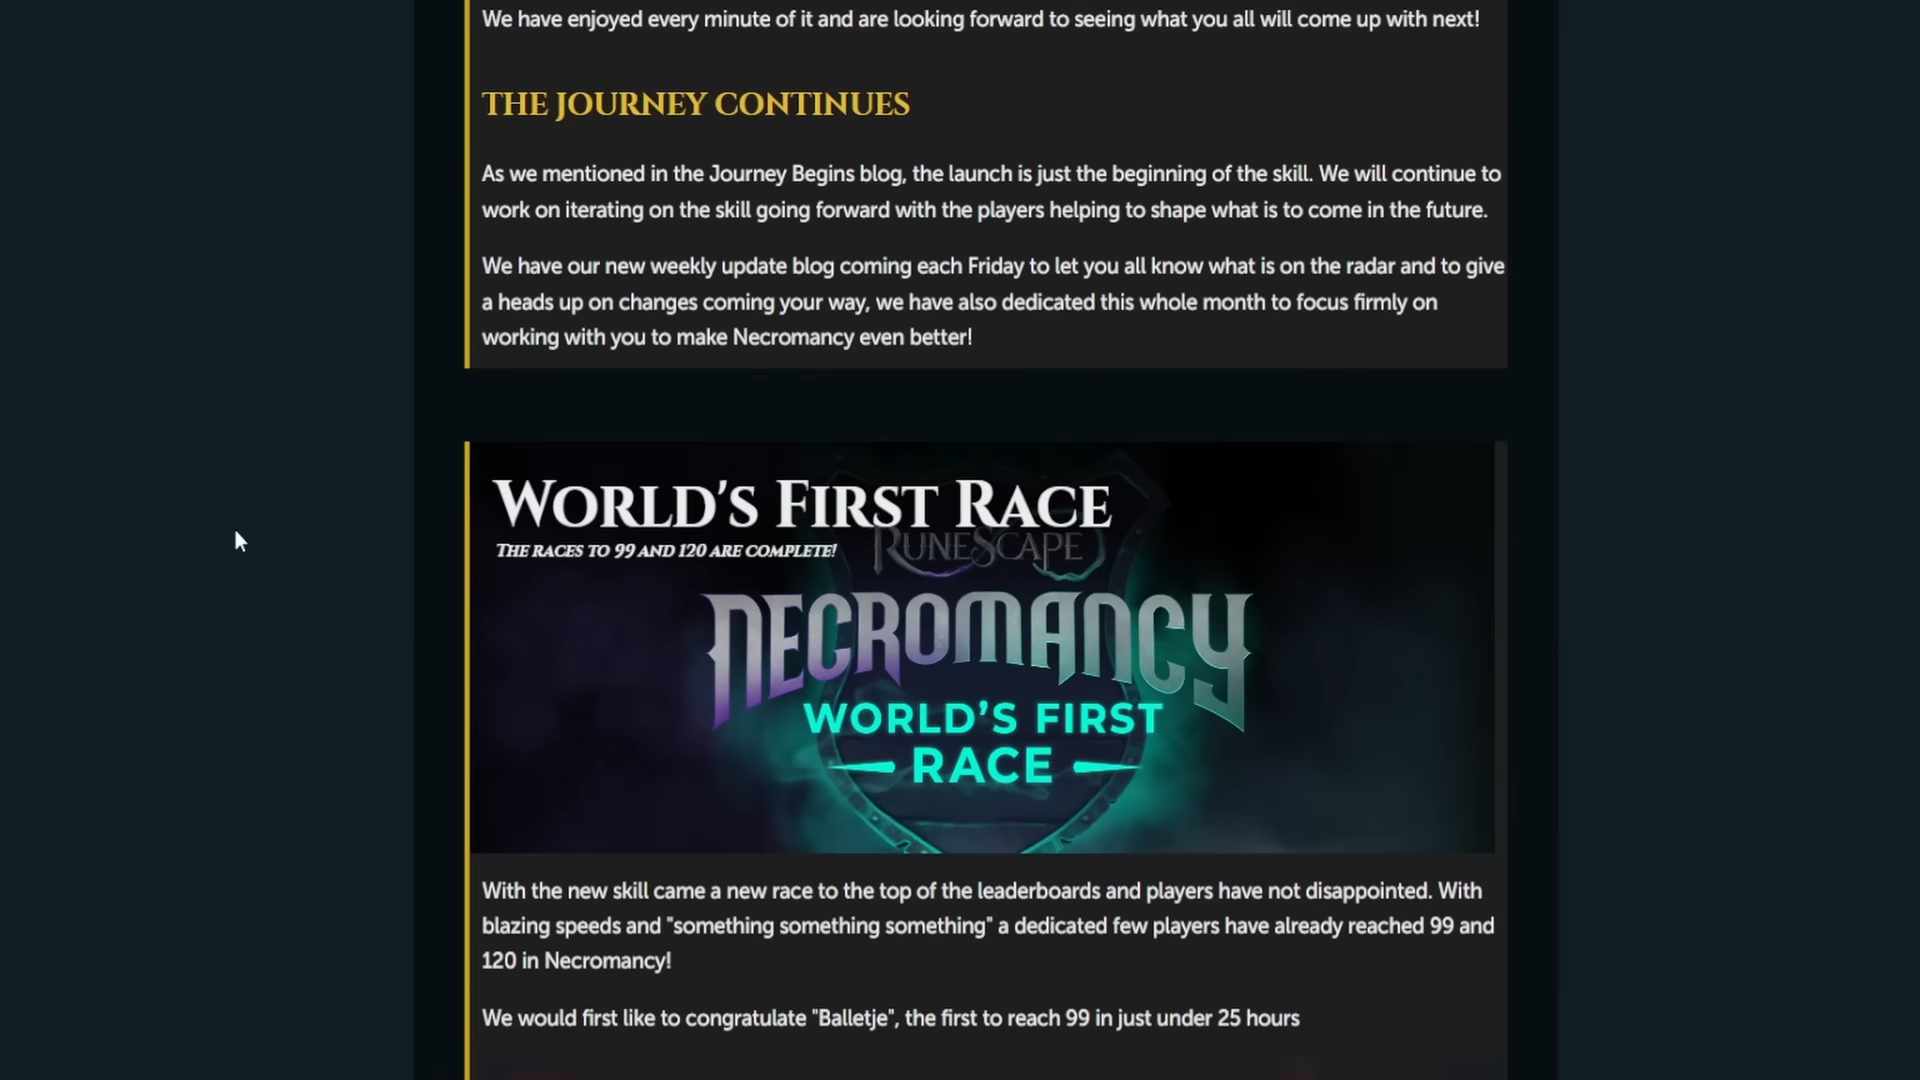 We have enjoyed every minute of it and are looking forward to seeing what you all will come up with next!
THE JOURNEY CONTINUES
As we mentioned in the Journey Begins blog, the launch is just the beginning of the skill. We will continue to
work on iterating on the skill going forward with the players helping to shape what is to come in the future.
We have our new weekly update blog coming each Friday to let you all know what is on the radar and to give
a heads up on changes coming your way, we have also dedicated this whole month to focus firmly on
working with you to make Necromancy even better!
WORLD'S FIRST RACE
THE RACES TO 99 AND 120 ARE COMPLETE!
RUNESCAPE
NECROMANCY
WORLD'S FIRST
RACE
With the new skill came a new race to the top of the leaderboards and players have not disappointed. With
blazing speeds and "something something something" a dedicated few players have already reached 99 and
120 in Necromancy!
We would first like to congratulate "Balletje", the first to reach 99 in just under 25 hours